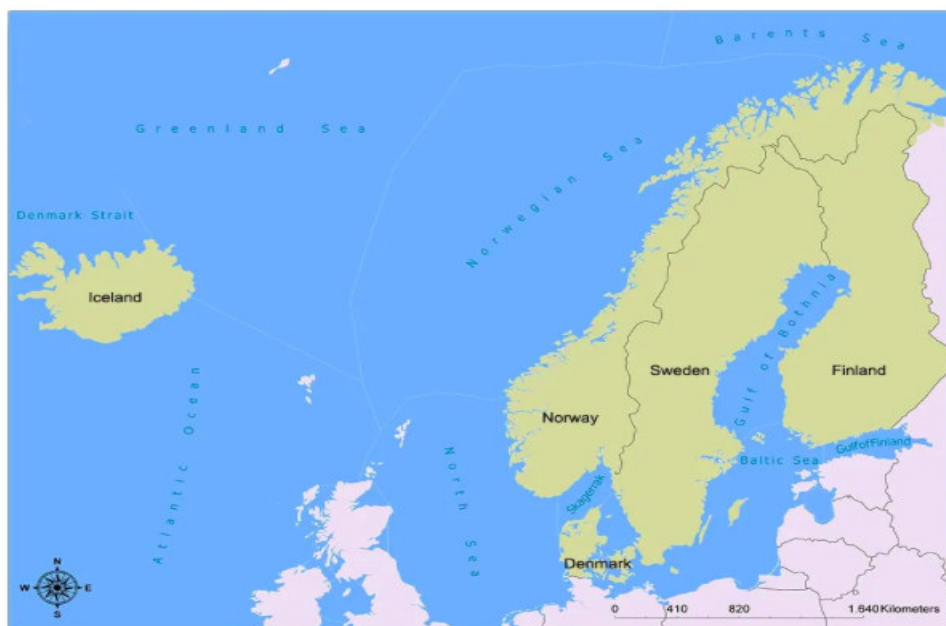 Barents Sea
Greenland Sea
Norwegian Sea
Denmark Strait
Iceland
Gulf of Bothnia
Sweden
Finland
Norway
Atlantic Ocean
North Sea
Gulf of Finland
Baltic Sea
Skagerrak
Denmark
N
W E
S
0 410 820 1.640 Kilometers